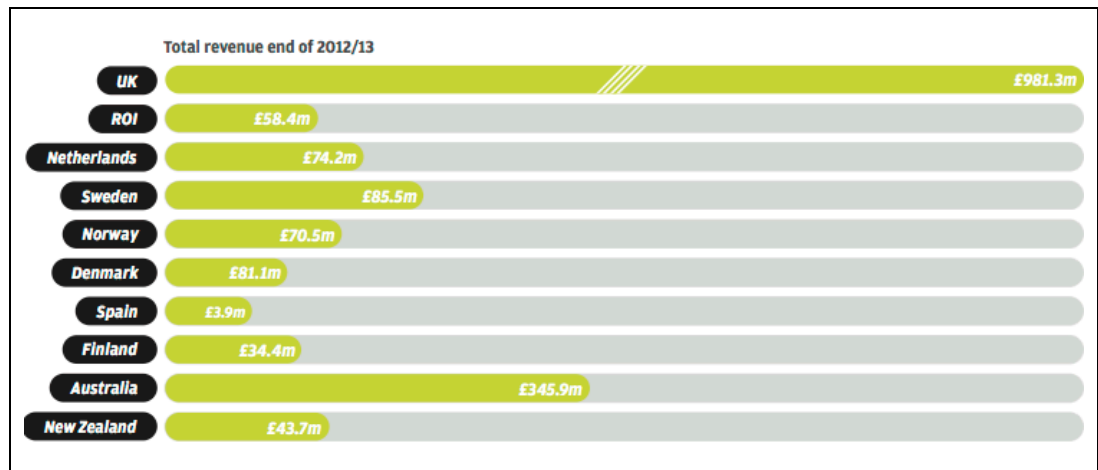 Total revenue end of 2012/13
UK £981.3m
ROI £58.4m
Netherlands £74.2m
Sweden £85.5m
Norway £70.5m
Denmark £81.1m
Spain £3.9m
Finland £34.4m
Australia £345.9m
New Zealand £43.7m